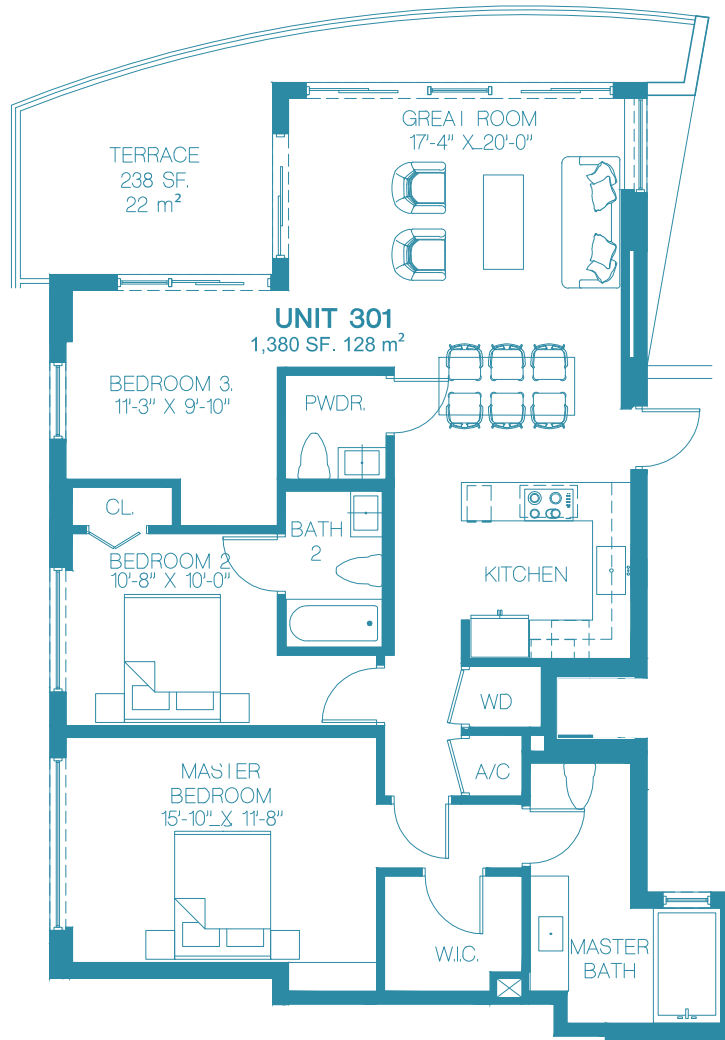 TERRACE
238 SF.
22 m²
GREAT ROOM
17'-4" X 20'-0"
UNIT 301
1,380 SF. 128 m²
BEDROOM 3.
11'-3" X 9'-10"
PWDR.
CL.
BATH
2
BEDROOM 2
10'-8" X 10'-0"
KITCHEN
WD
A/C
MASTER
BEDROOM
15'-10" X 11'-8"
W.I.C.
MASTER
BATH